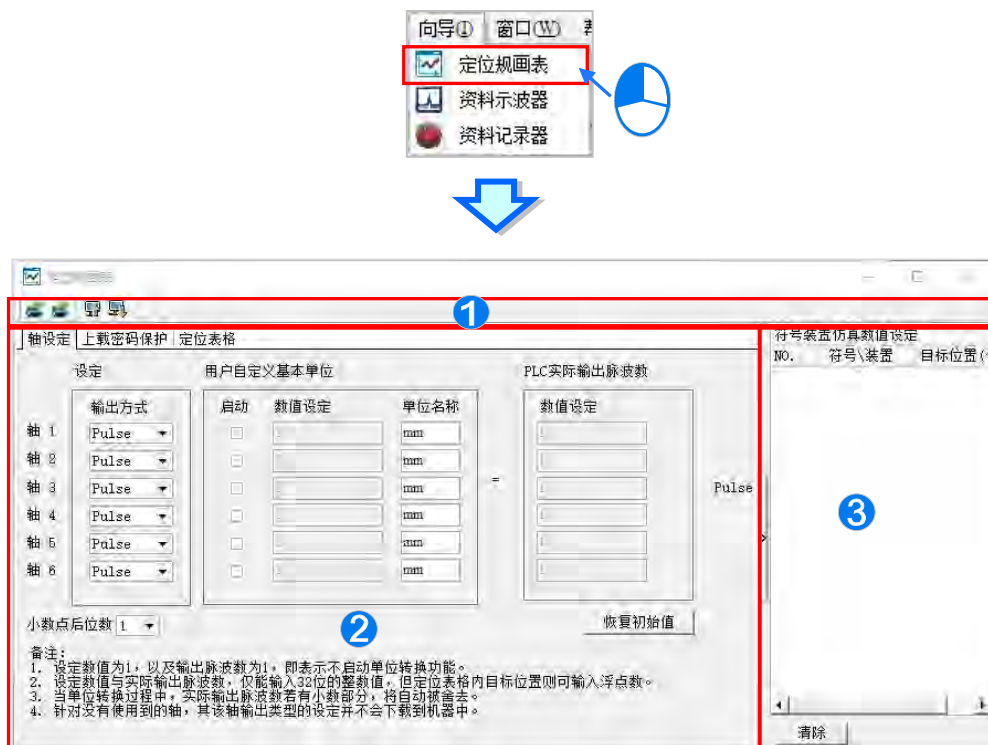 向导(I) 窗口(W)
定位规画表
资料示波器
资料记录器
1
轴设定 上载密码保护 定位表格
符号装置仿真数值设定
NO. 符号\装置 目标位置(
设定 用户自定义基本单位 PLC实际输出脉波数
输出方式 启动 数值设定 单位名称 数值设定
轴 1 Pulse 1 mm 1
轴 2 Pulse mm 1
轴 3 Pulse mm = 1 Pulse
轴 4 Pulse mm 1
轴 5 Pulse mm 1
轴 6 Pulse mm 1
3
小数点后位数 1 2 恢复初始值
备注:
1. 设定数值为1，以及输出脉波数为1，即表示不启动单位转换功能。
2. 设定数值与实际输出脉波数，仅能输入32位的整数值，但定位表格内目标位置则可输入浮点数。
3. 当单位转换过程中，实际输出脉波数若有小数部分，将自动被舍去。
4. 针对没有使用到的轴，其该轴输出类型的设定并不会下载到机器中。
清除